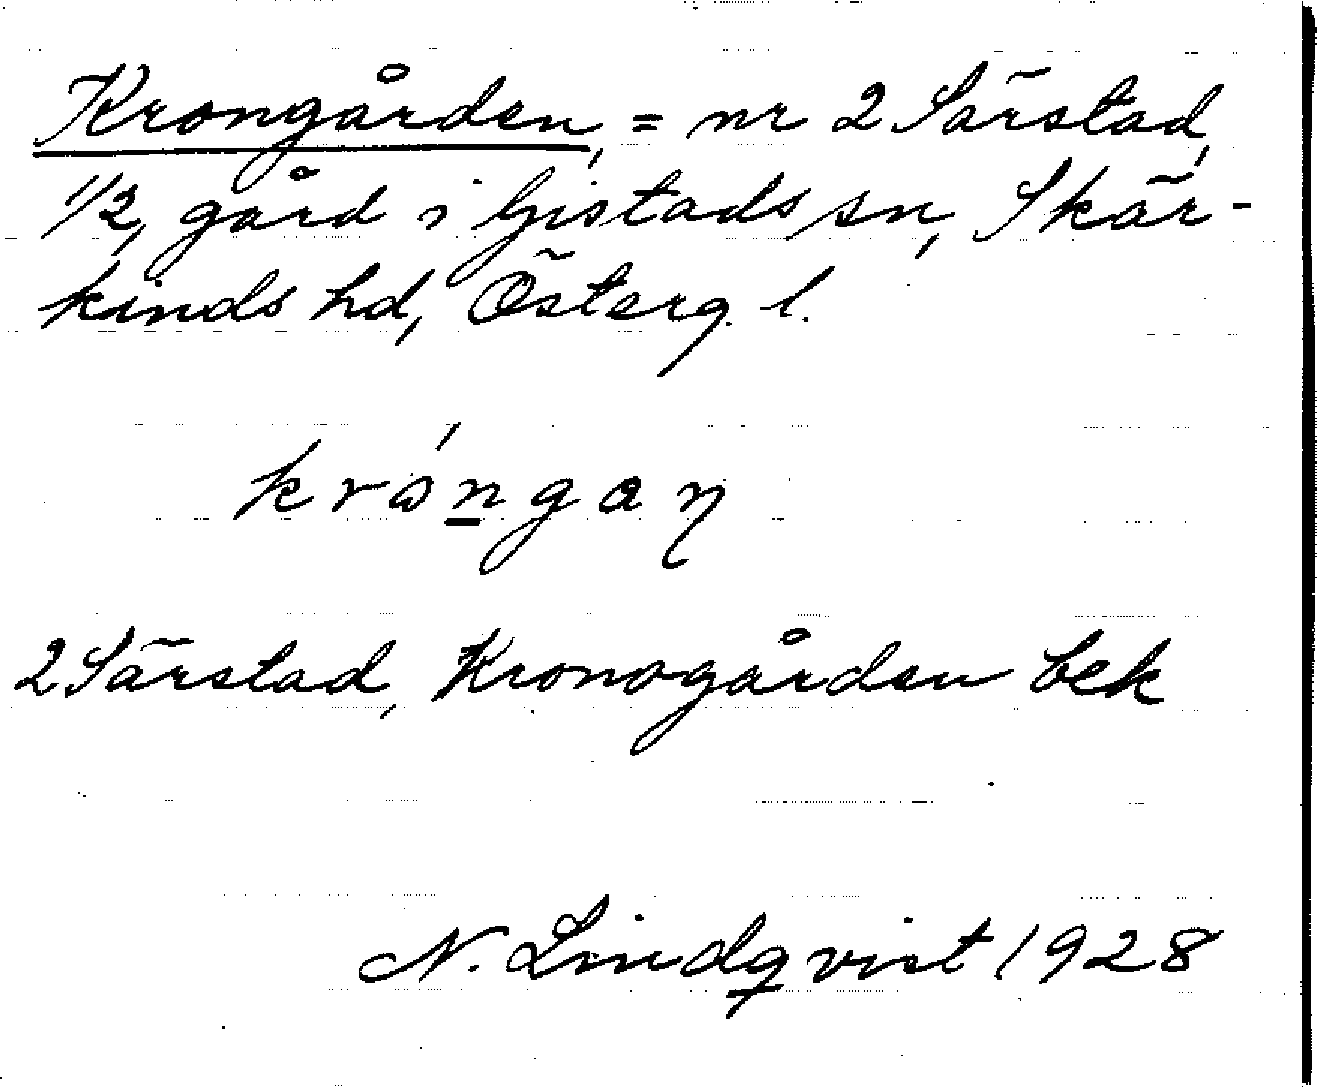 Krongården, = nr 2 Särstad,
1/2, gård i Gistads sn, Skär-
kinds hd, Österg. l.
2 Särstad, Kronogården bek
N. Lindqvist 1928